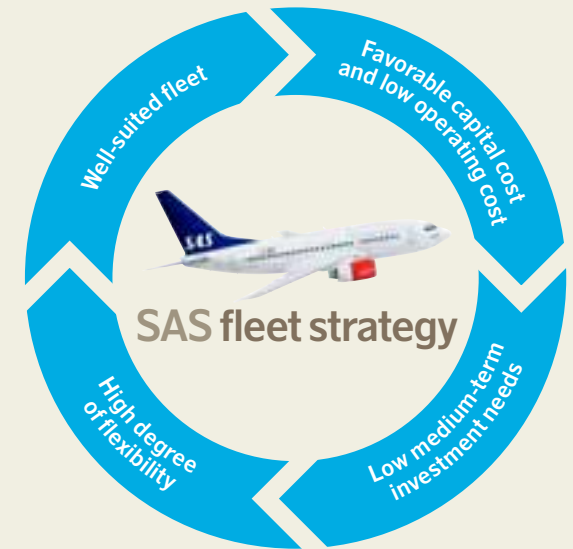 Well-suited fleet
Favorable capital cost
and low operating cost
SAS
SAS fleet strategy
High degree
of flexibility
Low medium-term
investment needs